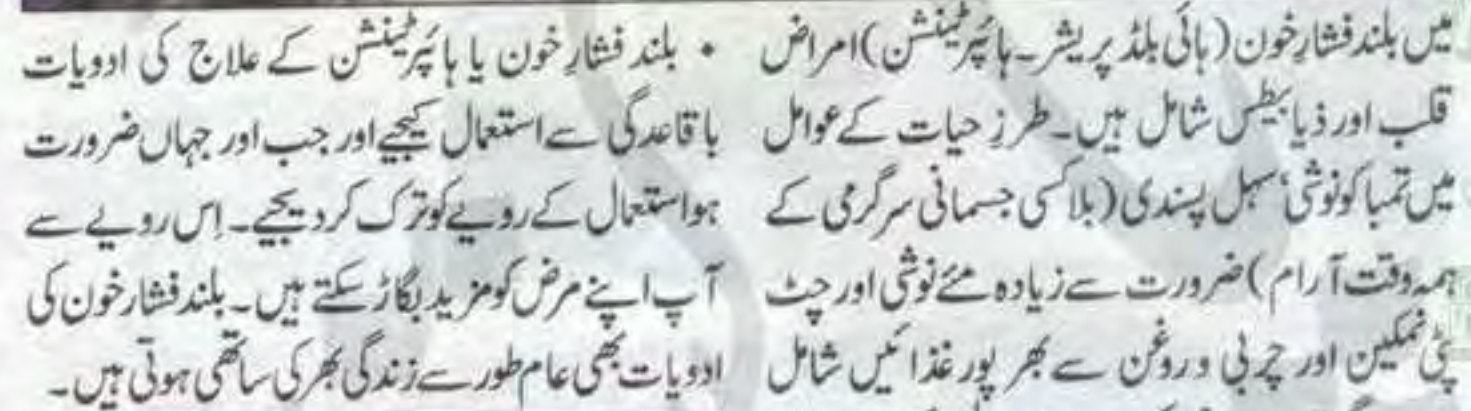 میں بلند فشارِ خون (ہائی بلڈ پریشر۔ ہائپرٹینشن) امراض
قلب اور ذیابیطس شامل ہیں۔ طرزِ حیات کے عوامل
میں تمباکو نوشی، سہل پسندی (بلا کسی جسمانی سرگرمی کے
ہمہ وقت آرام) ضرورت سے زیادہ مئے نوشی اور چٹ
پٹی نمکین اور چربی و روغن سے بھر پور غذائیں شامل
• بلند فشارِ خون یا ہائپرٹینشن کے علاج کی ادویات
باقاعدگی سے استعمال کیجیے اور جب اور جہاں ضرورت
ہو استعمال کے رویے کو ترک کر دیجیے۔ اِس رویے سے
آپ اپنے مرض کو مزید بگاڑ سکتے ہیں۔ بلند فشار خون کی
ادویات بھی عام طور سے زندگی بھر کی ساتھی ہوتی ہیں۔